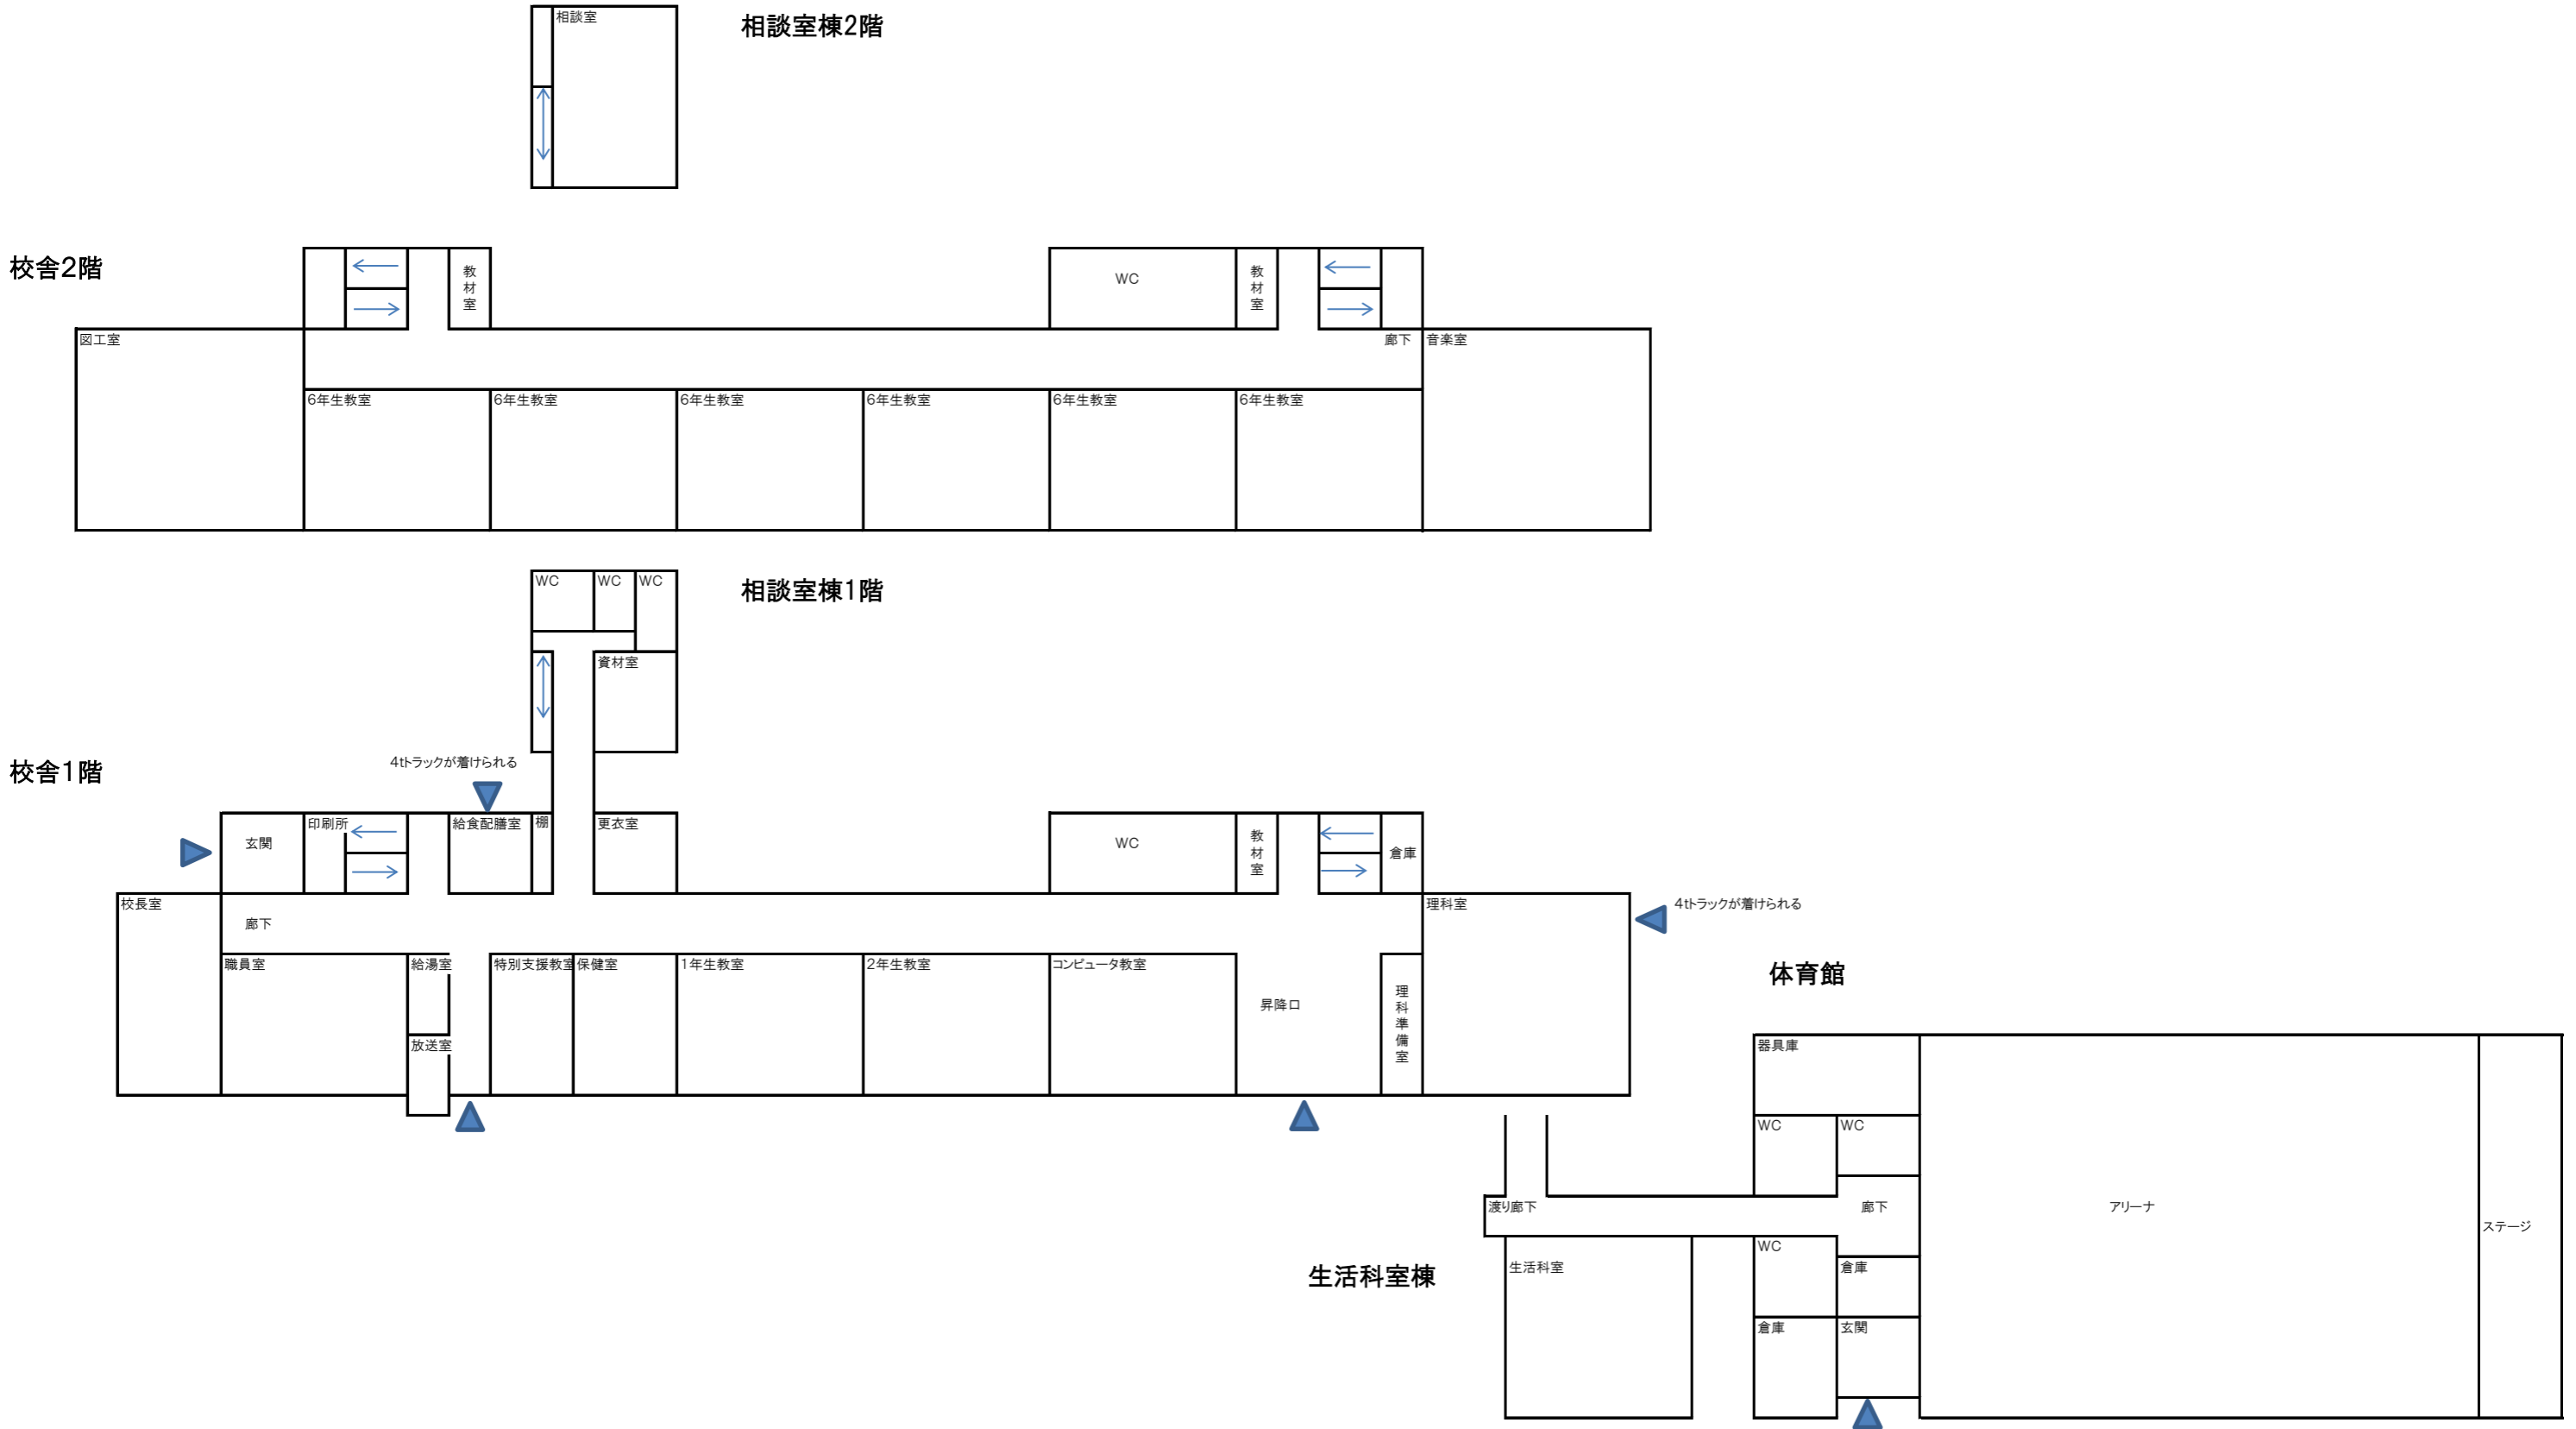 相談室
相談室棟2階
校舎2階
教材室
WC
教材室
図工室
廊下
音楽室
6年生教室
6年生教室
6年生教室
6年生教室
6年生教室
6年生教室
WC
WC
WC
相談室棟1階
資材室
校舎1階
4tトラックが着けられる
玄関
印刷所
給食配膳室
棚
更衣室
WC
教材室
倉庫
校長室
廊下
理科室
4tトラックが着けられる
職員室
給湯室
特別支援教室
保健室
1年生教室
2年生教室
コンピュータ教室
昇降口
理科準備室
放送室
体育館
器具庫
WC
WC
渡り廊下
廊下
アリーナ
ステージ
生活科室棟
生活科室
WC
倉庫
倉庫
玄関